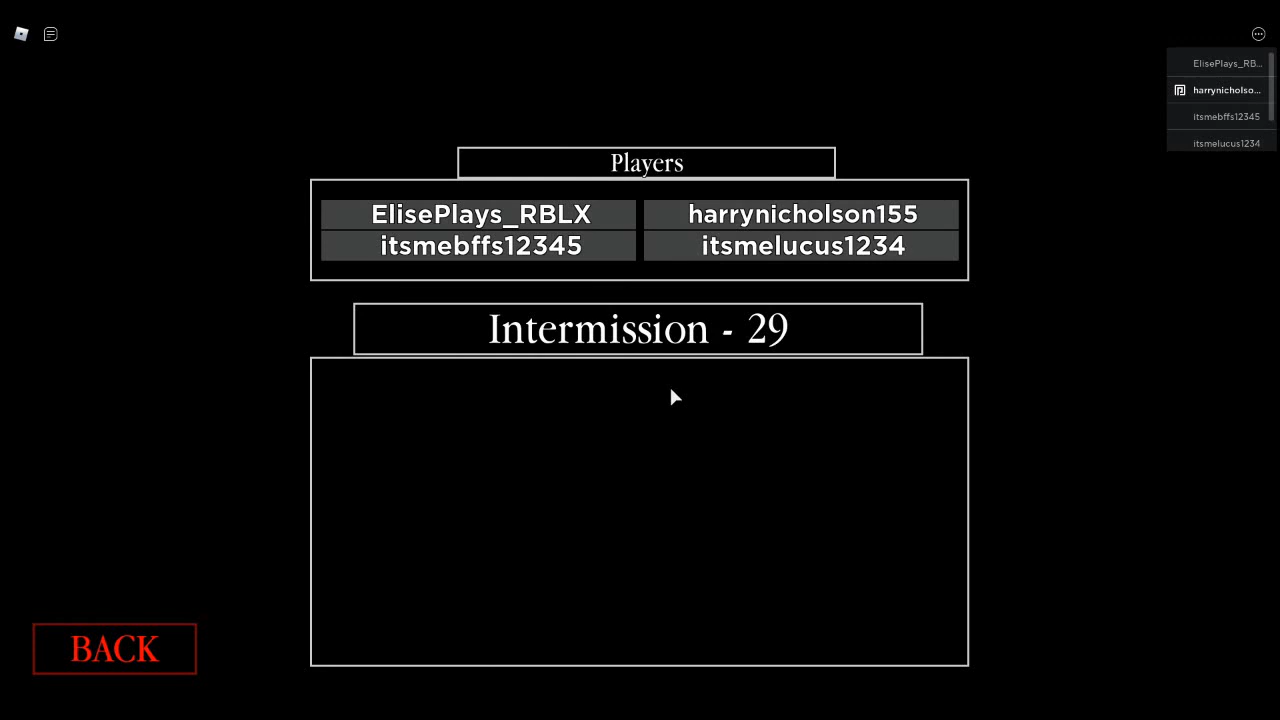 ElisePlays_RB...
harrynicholso...
itsmebffs12345
itsmelucus1234
Players
ElisePlays_RBLX harrynicholson155
itsmebffs12345 itsmelucus1234
Intermission - 29
BACK